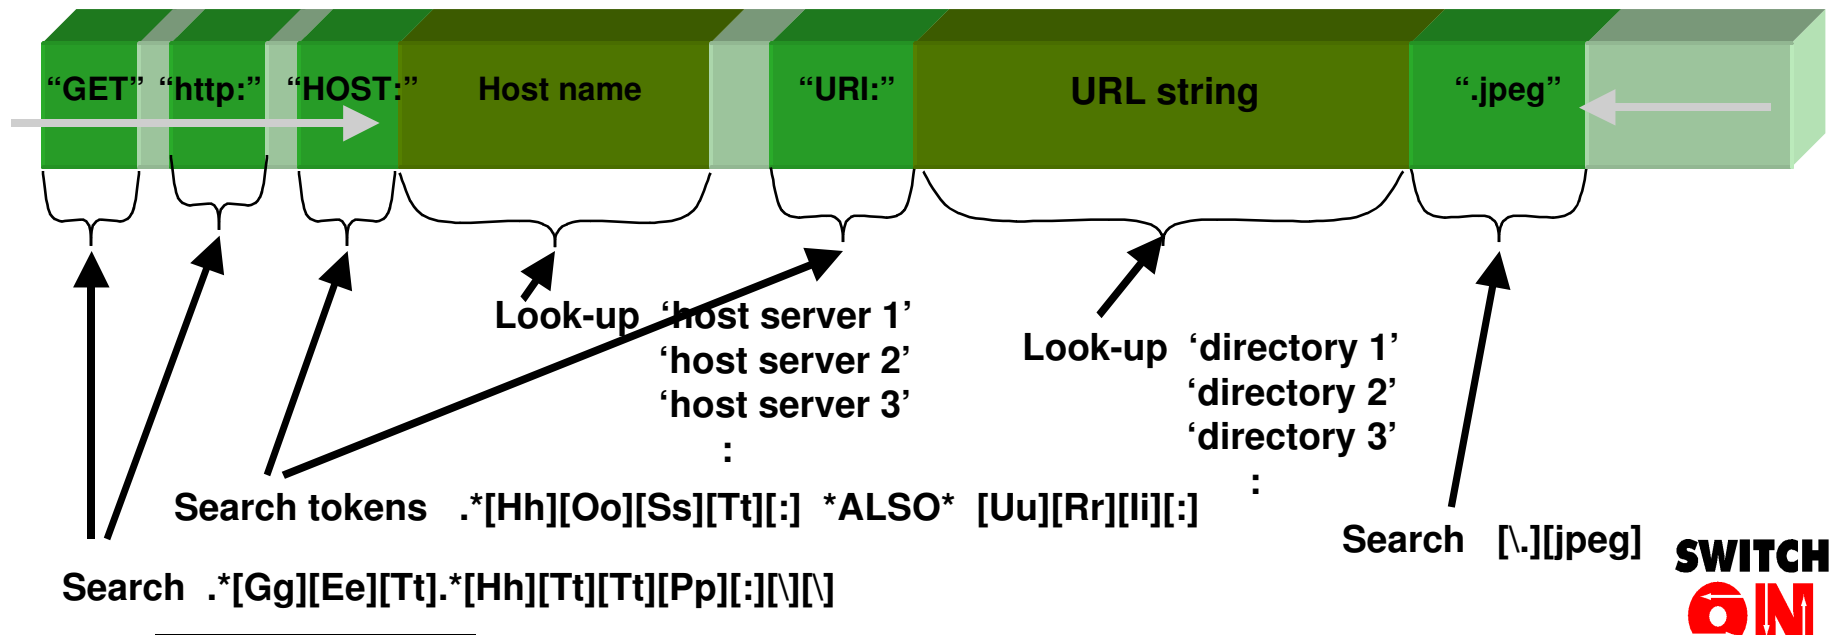 “GET” “http:” “HOST:” Host name “URI:” URL string “.jpeg”
Look-up ‘host server 1’
‘host server 2’
‘host server 3’
:
Look-up ‘directory 1’
‘directory 2’
‘directory 3’
:
Search tokens .*[Hh][Oo][Ss][Tt][:] *ALSO* [Uu][Rr][Ii][:]
Search [\.][jpeg]
Search .*[Gg][Ee][Tt].*[Hh][Tt][Tt][Pp][:][\][\]
SWITCH
ON